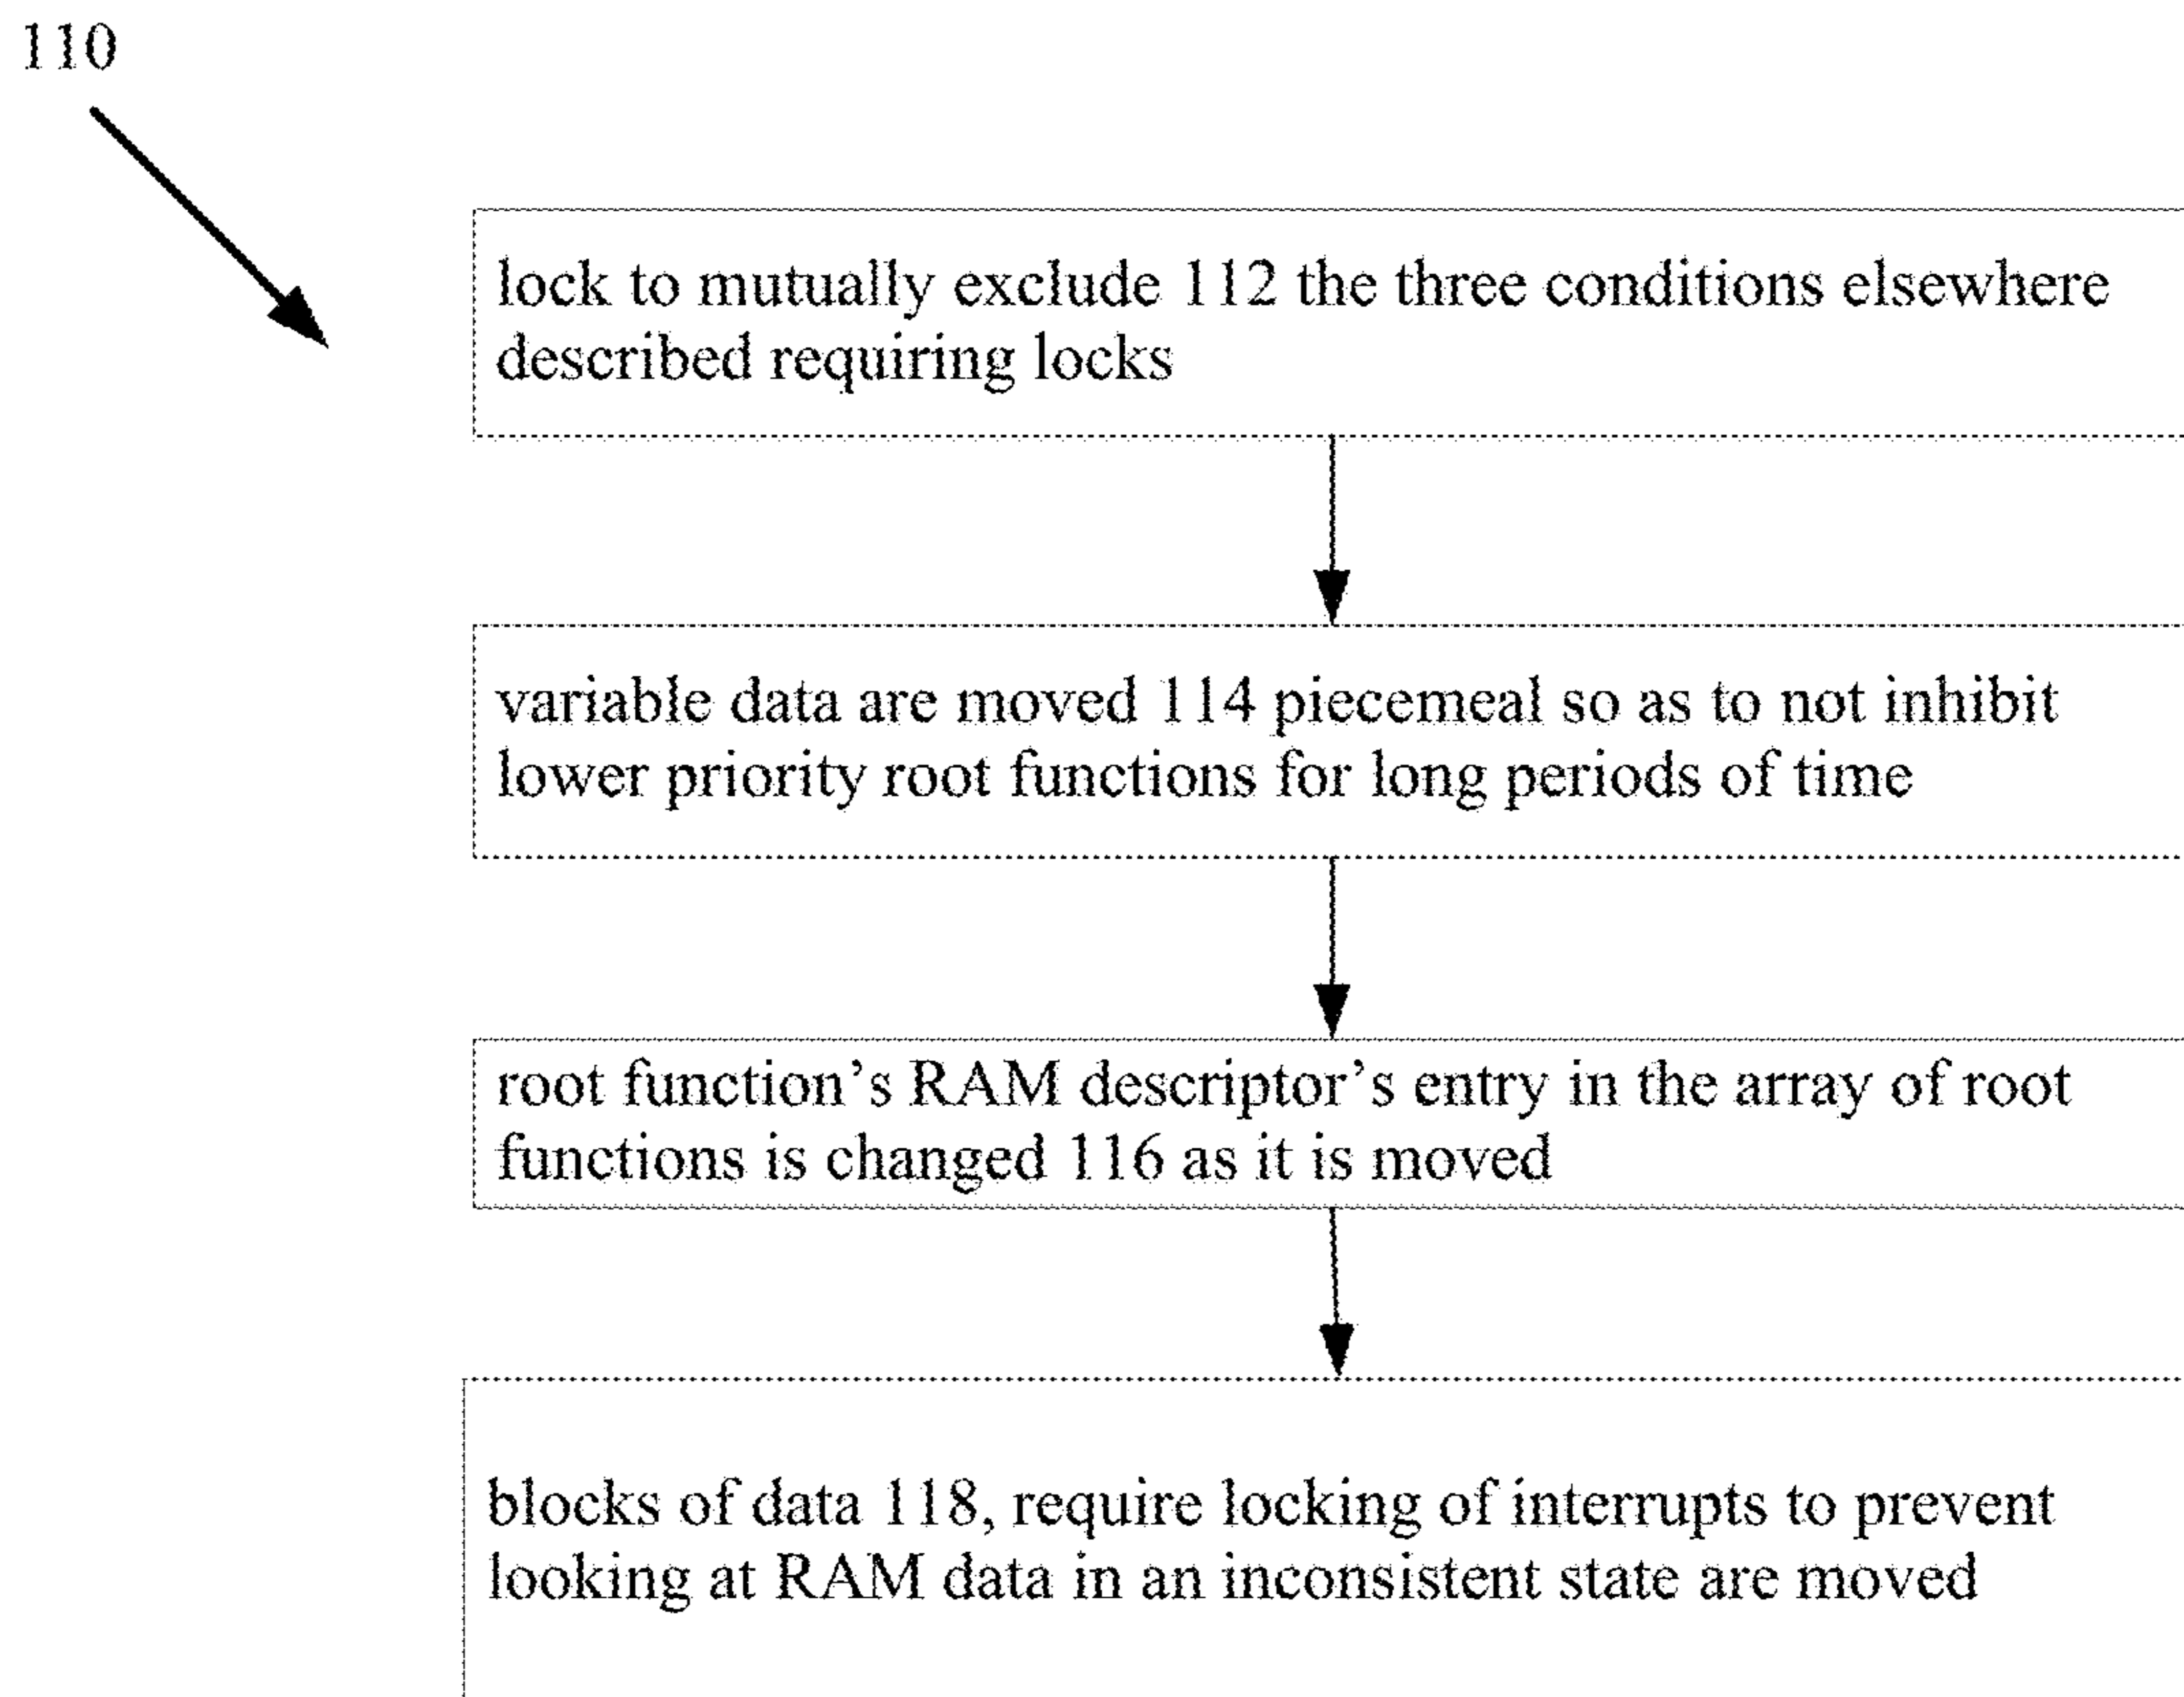 110
lock to mutually exclude 112 the three conditions elsewhere
described requiring locks
variable data are moved 114 piecemeal so as to not inhibit
lower priority root functions for long periods of time
root function’s RAM descriptor’s entry in the array of root
functions is changed 116 as it is moved
blocks of data 118, require locking of interrupts to prevent
looking at RAM data in an inconsistent state are moved